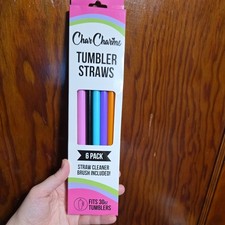 CharCharms
TUMBLER
STRAWS
6 PACK
STRAW CLEANER
BRUSH INCLUDED!
FITS 30oz
TUMBLERS